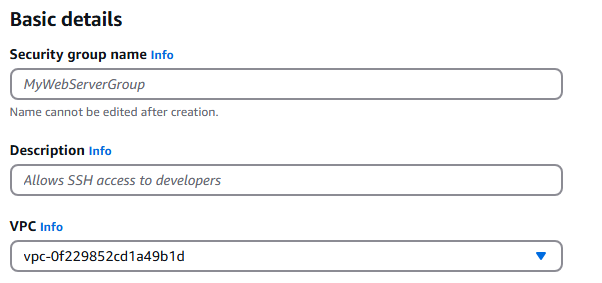 Basic details
Security group name Info
MyWebServerGroup
Name cannot be edited after creation.
Description Info
Allows SSH access to developers
VPC Info
vpc-0f229852cd1a49b1d